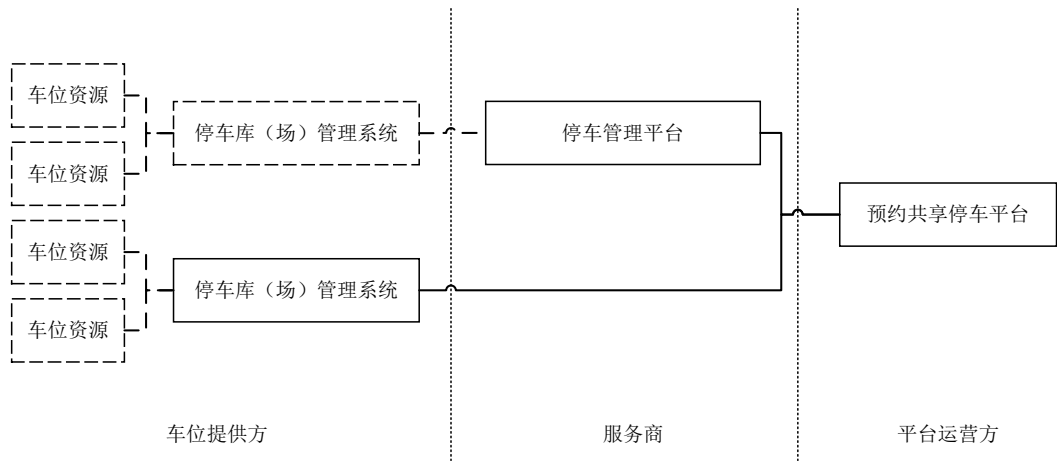 车位资源
车位资源
停车库（场）管理系统
停车管理平台
预约共享停车平台
车位资源
车位资源
停车库（场）管理系统
车位提供方
服务商
平台运营方